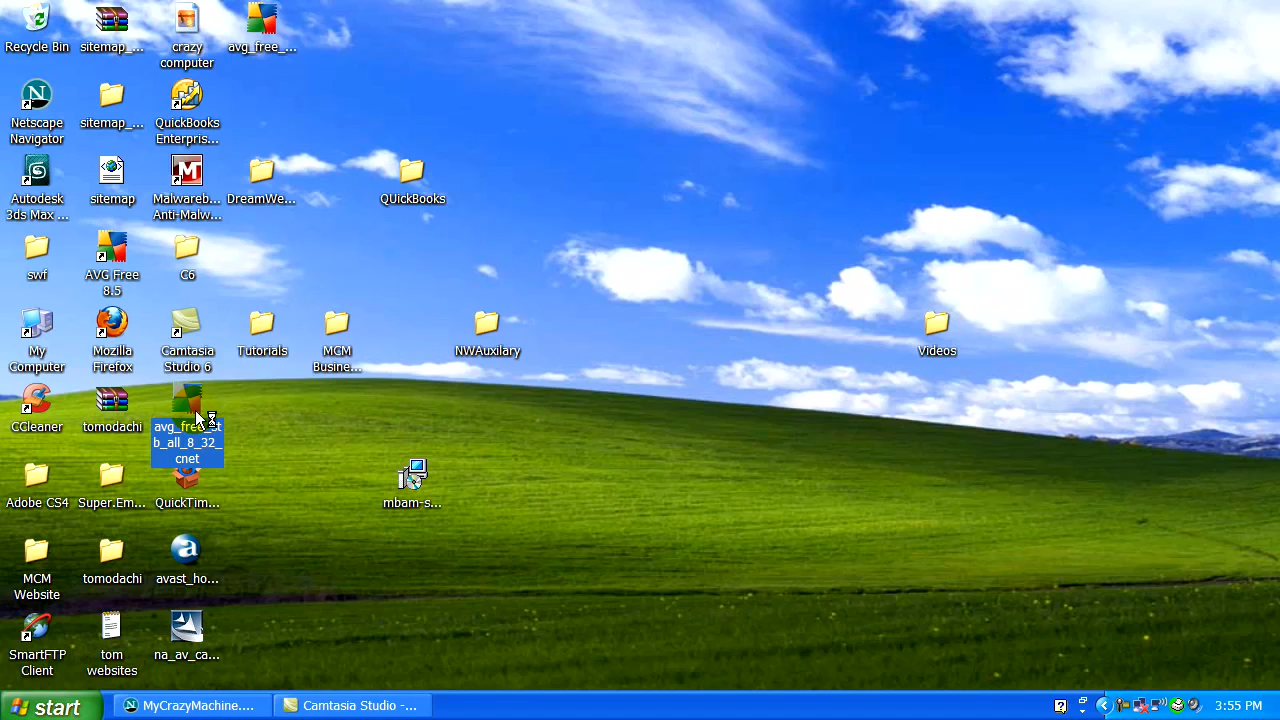 Recycle Bin
sitemap_...
crazy
computer
avg_free_...
Netscape
Navigator
sitemap_...
QuickBooks
Enterpris...
Autodesk
3ds Max ...
sitemap
Malwareb...
Anti-Malw...
DreamWe...
QUickBooks
swf
AVG Free
8.5
C6
My
Computer
Mozilla
Firefox
Camtasia
Studio 6
Tutorials
MCM
Busine...
NWAuxilary
Videos
CCleaner
tomodachi
avg_free_st
b_all_8_32_
cnet
Adobe CS4
Super.Em...
QuickTim...
mbam-s...
MCM
Website
tomodachi
avast_ho...
SmartFTP
Client
tom
websites
na_av_ca...
start
MyCrazyMachine....
Camtasia Studio -...
3:55 PM